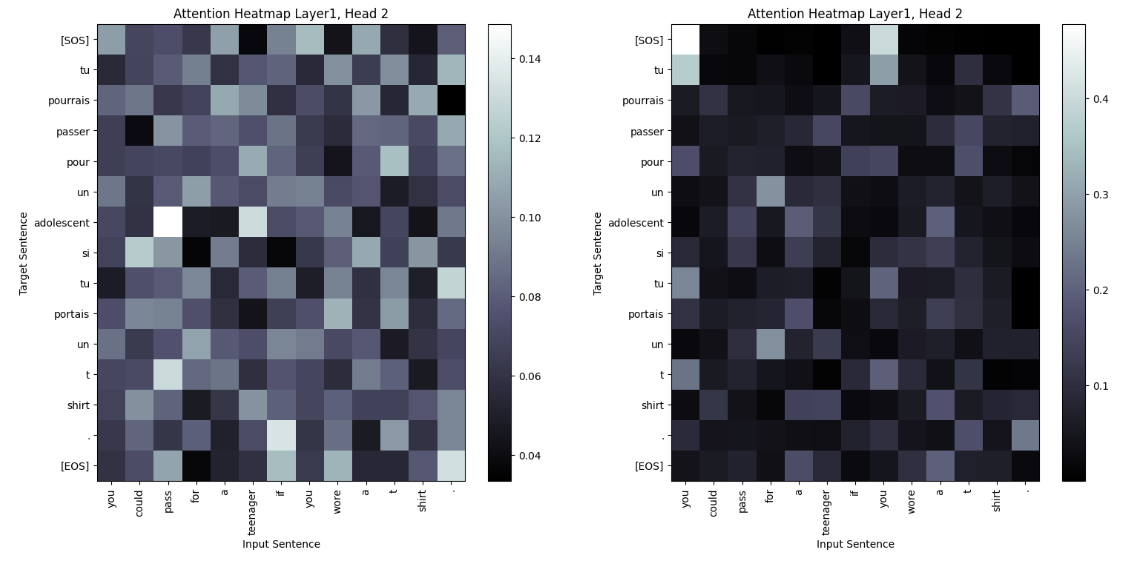 Attention Heatmap Layer1, Head 2
[SOS]
tu
pourrais
passer
pour
un
adolescent
si
tu
portais
un
t
shirt
.
[EOS]
Target Sentence
you
could
pass
for
a
teenager
if
you
wore
a
t
shirt
.
Input Sentence
0.14
0.12
0.10
0.08
0.06
0.04
Attention Heatmap Layer1, Head 2
[SOS]
tu
pourrais
passer
pour
un
adolescent
si
tu
portais
un
t
shirt
.
[EOS]
Target Sentence
you
could
pass
for
a
teenager
if
you
wore
a
t
shirt
.
Input Sentence
0.4
0.3
0.2
0.1